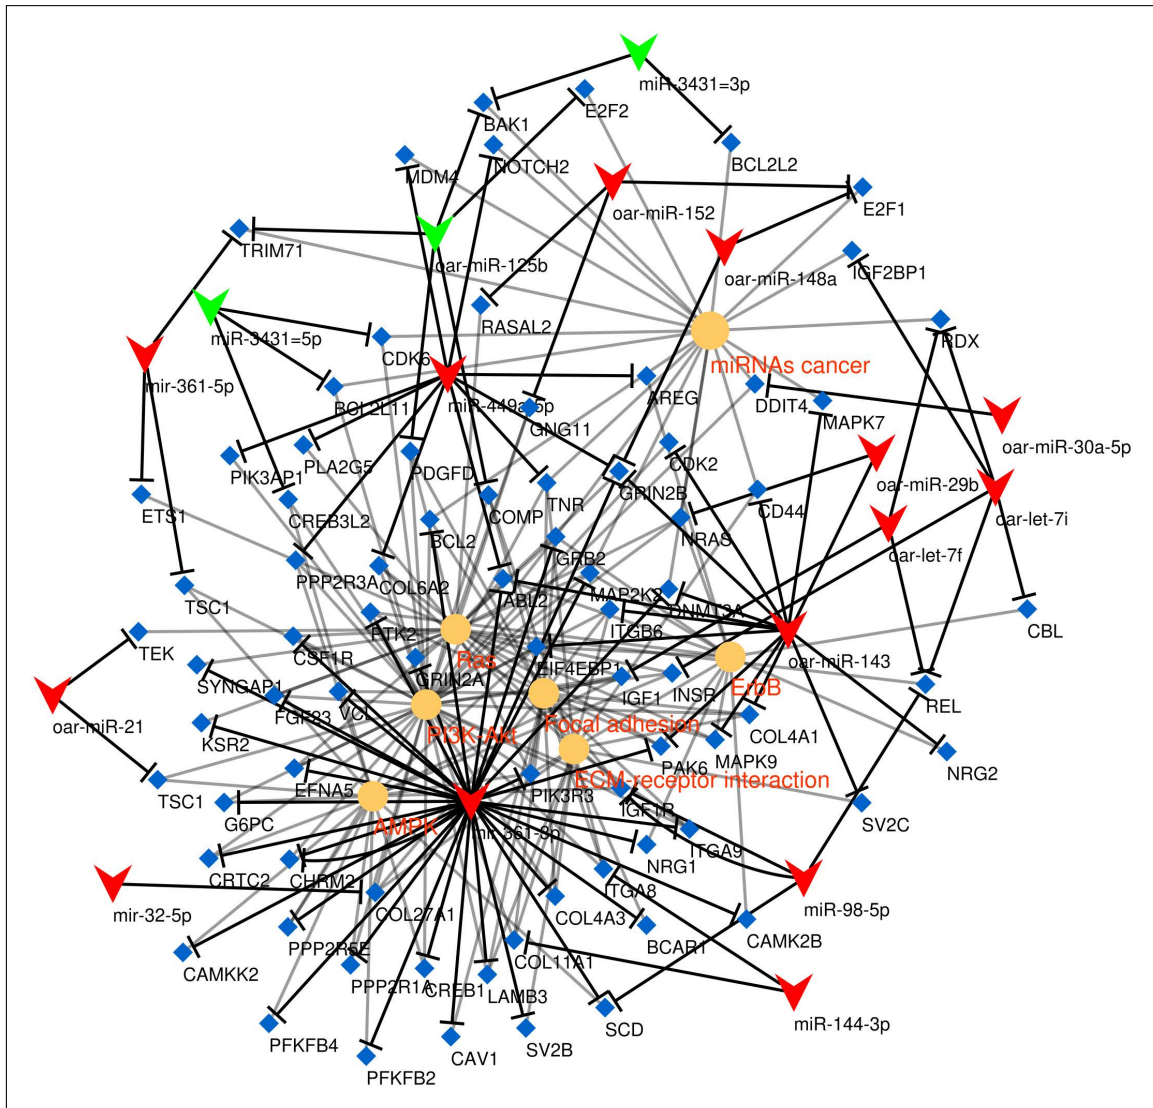 miR-3431=3p
E2F2
BAK1
NOTCH2
BCL2L2
MDM4
oar-miR-152
E2F1
TRIM71
oar-miR-125b
oar-miR-148a
IGF2BP1
miR-3431=5p
RASAL2
RDX
CDK6
miRNAs cancer
mir-361-5p
BCL2L11
miR-449a-5p
AREG
DDIT4
MAPK7
GNG11
oar-miR-30a-5p
PIK3AP1
PLA2G5
PDGFD
CDK2
oar-miR-29b
GRIN2B
ETS1
CREB3L2
COMP
TNR
CD44
oar-let-7i
BCL2
NRAS
oar-let-7f
GRB2
PPP2R3A
COL6A2
TSC1
ABL2
MAP2K2
DNMT3A
CBL
PTK2
ITGB6
TEK
CSF1R
Ras
EIF4EBP1
oar-miR-143
SYNGAP1
GRIN2A
IGF1
INSR
ErbB
REL
oar-miR-21
FGF23
VCL
PI3K-Akt
Focal adhesion
COL4A1
KSR2
PAK6
MAPK9
NRG2
ECM-receptor interaction
TSC1
EFNA5
PIK3R3
IGF1R
G6PC
AMPK
mir-361-3p
SV2C
ITGA9
CRTC2
CHRM2
NRG1
ITGA8
miR-98-5p
mir-32-5p
COL27A1
COL4A3
PPP2R5E
BCAR1
CAMK2B
CAMKK2
COL11A1
PPP2R1A
CREB1
LAMB3
SCD
miR-144-3p
PFKFB4
CAV1
SV2B
PFKFB2